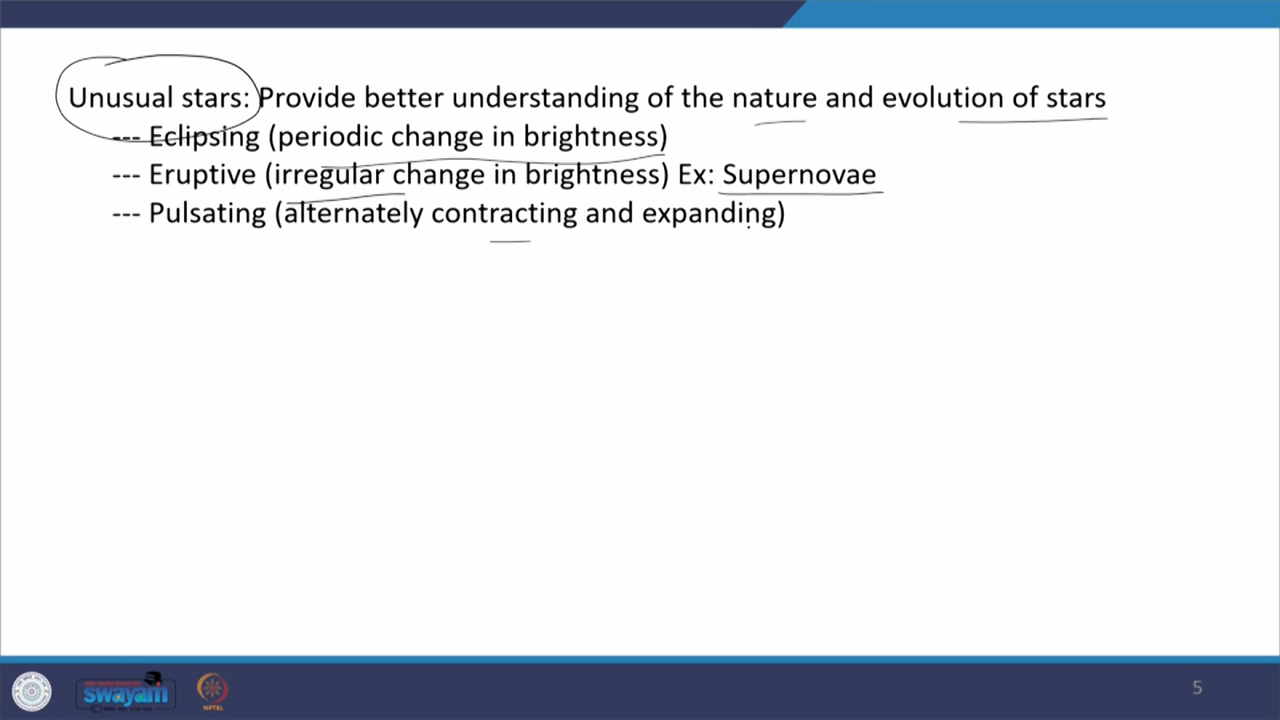 Unusual stars: Provide better understanding of the nature and evolution of stars
--- Eclipsing (periodic change in brightness)
--- Eruptive (irregular change in brightness) Ex: Supernovae
--- Pulsating (alternately contracting and expanding)
swayam
NPTEL
5